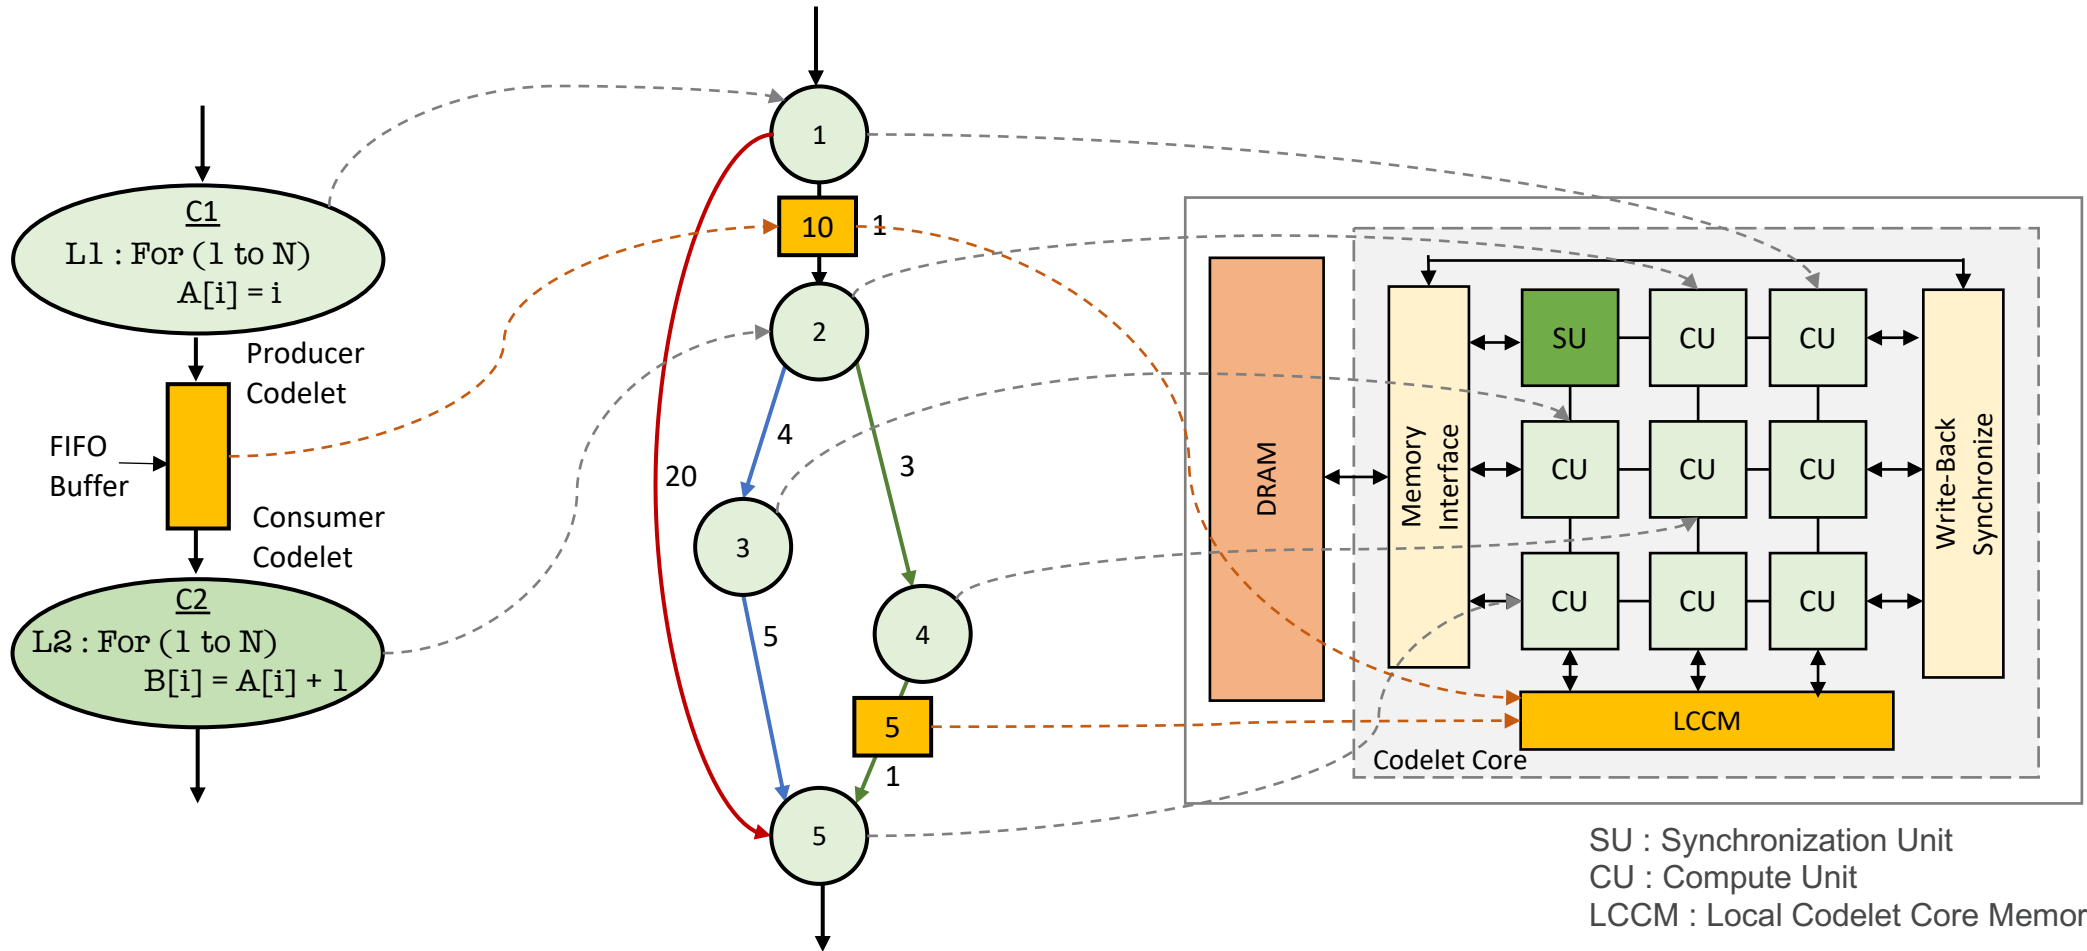 C1
L1 : For (1 to N)
A[i] = i
Producer
Codelet
FIFO
Buffer
Consumer
Codelet
C2
L2 : For (1 to N)
B[i] = A[i] + 1
1
10
1
2
4
3
20
3
5
4
5
1
5
DRAM
Memory
Interface
SU
CU
CU
CU
CU
CU
CU
CU
CU
Write-Back
Synchronize
LCCM
Codelet Core
SU : Synchronization Unit
CU : Compute Unit
LCCM : Local Codelet Core Memor